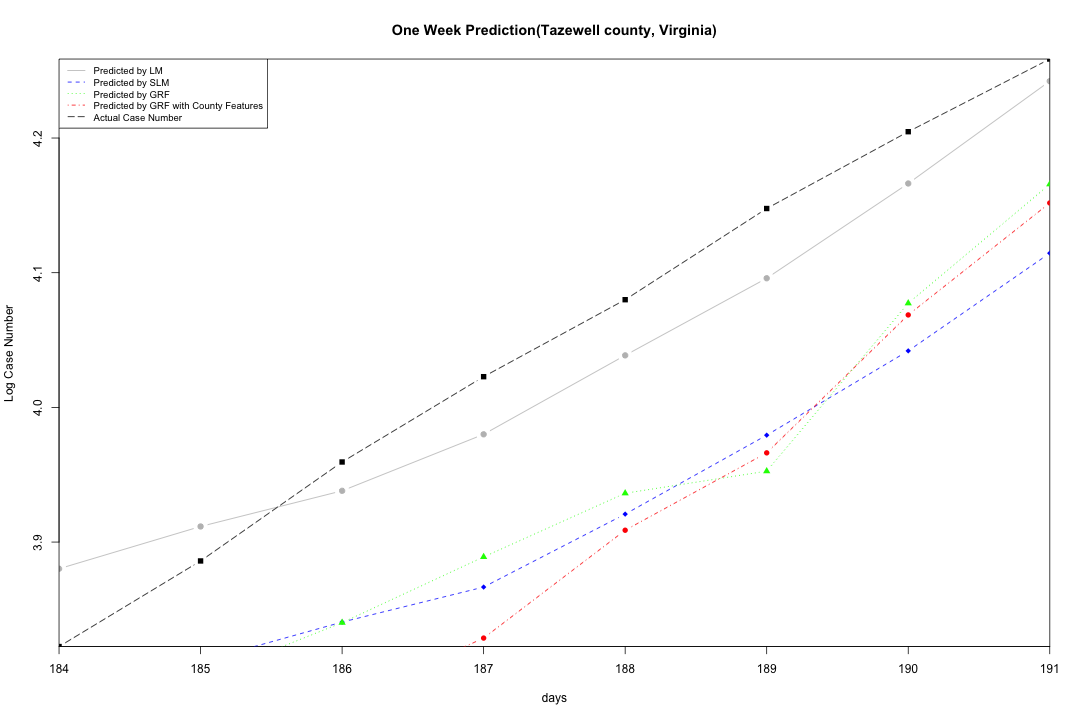 One Week Prediction(Tazewell county, Virginia)
Predicted by LM
Predicted by SLM
Predicted by GRF
Predicted by GRF with County Features
Actual Case Number
Log Case Number
4.2
4.1
4.0
3.9
184 185 186 187 188 189 190 191
days